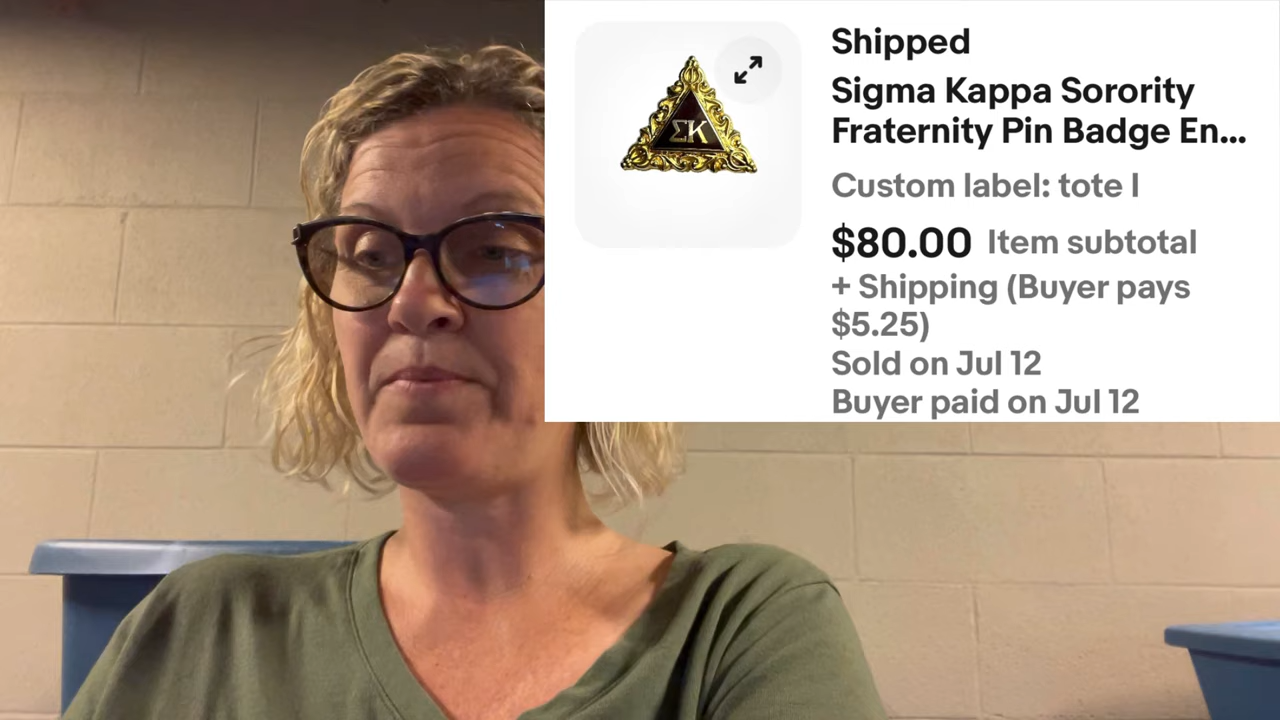 Shipped
Sigma Kappa Sorority
Fraternity Pin Badge En...
Custom label: tote I
$80.00 Item subtotal
+ Shipping (Buyer pays
$5.25)
Sold on Jul 12
Buyer paid on Jul 12
ΣΚ